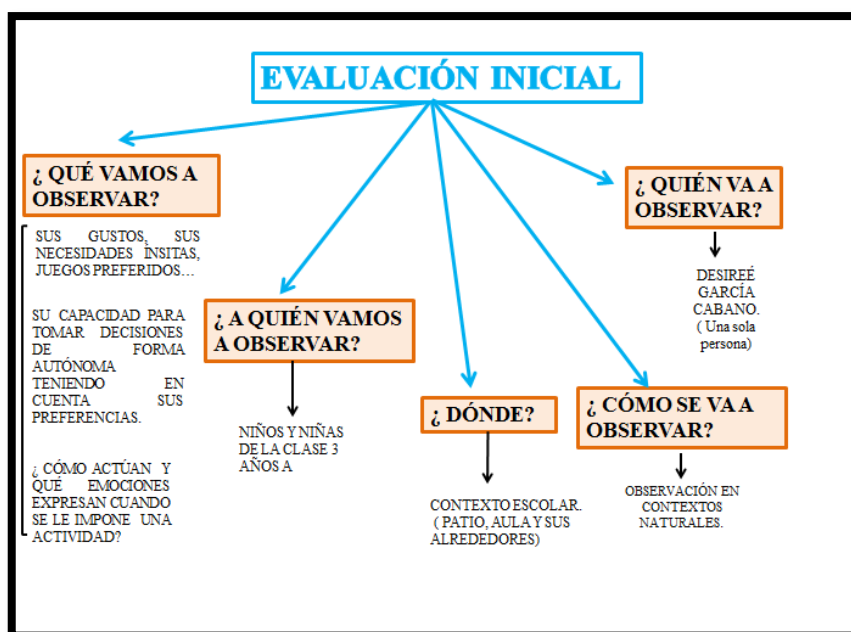 EVALUACIÓN INICIAL
¿ QUÉ VAMOS A
OBSERVAR?
SUS GUSTOS, SUS
NECESIDADES ÍNSITAS,
JUEGOS PREFERIDOS…
SU CAPACIDAD PARA
TOMAR DECISIONES
DE FORMA
AUTÓNOMA
TENIENDO EN
CUENTA SUS
PREFERENCIAS.
¿ CÓMO ACTÚAN Y
QUÉ EMOCIONES
EXPRESAN CUANDO
SE LE IMPONE UNA
ACTIVIDAD?
¿ A QUIÉN VAMOS
A OBSERVAR?
NIÑOS Y NIÑAS
DE LA CLASE 3
AÑOS A
¿ DÓNDE?
CONTEXTO ESCOLAR.
( PATIO, AULA Y SUS
ALREDEDORES)
¿ CÓMO SE VA A
OBSERVAR?
OBSERVACIÓN EN
CONTEXTOS
NATURALES.
¿ QUIÉN VA A
OBSERVAR?
DESIREÉ
GARCÍA
CABANO.
( Una sola
persona)